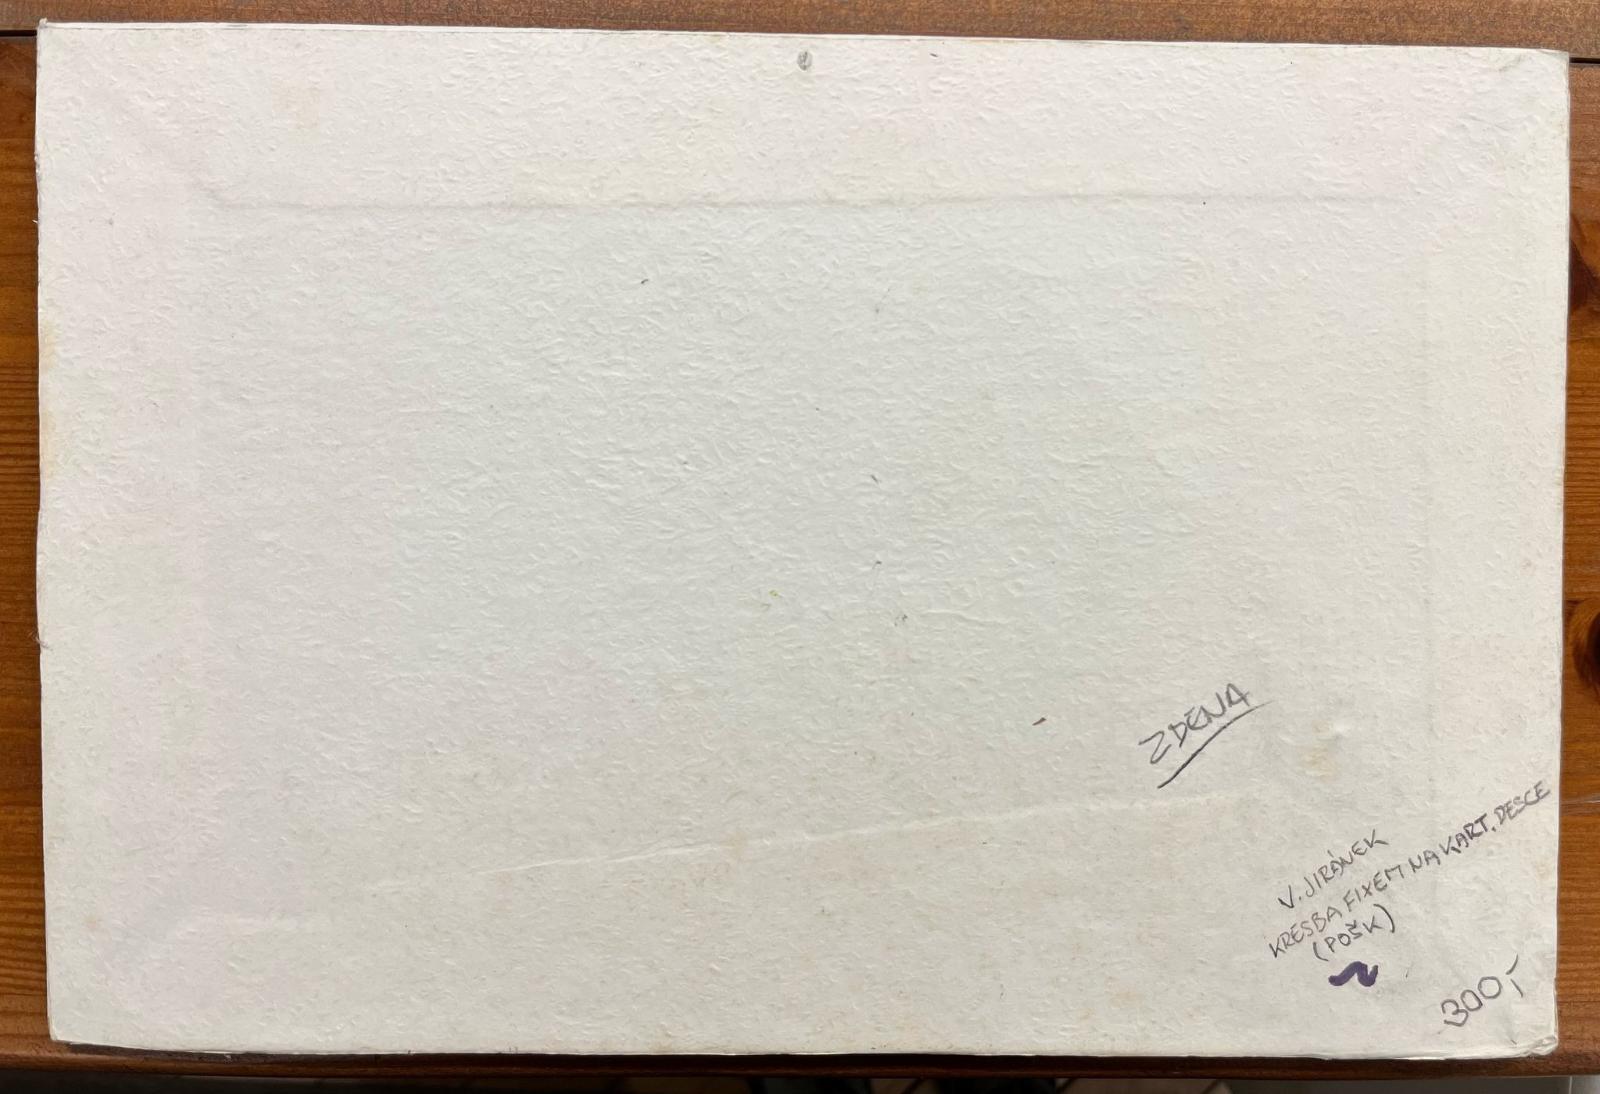 ZDENA
V. JIRÁNEK
KRESBA FIXEM NA KART. DESCE
(POŠK)
300,-